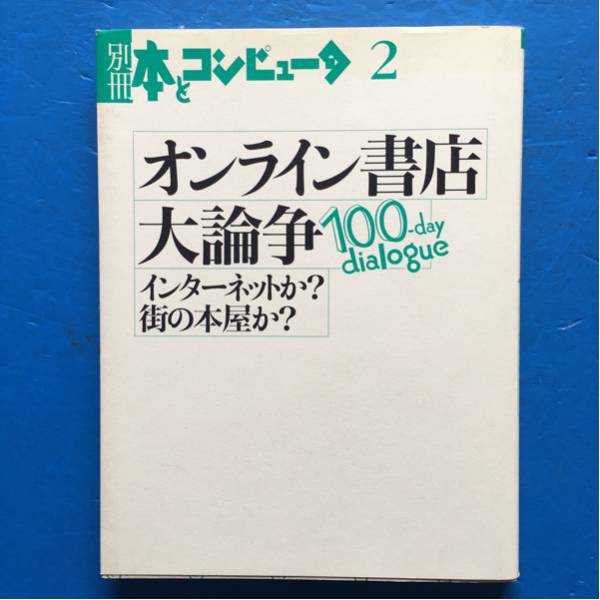 別冊 本とコンピュータ 2
オンライン書店
大論争
100-day
dialogue
インターネットか?
街の本屋か?